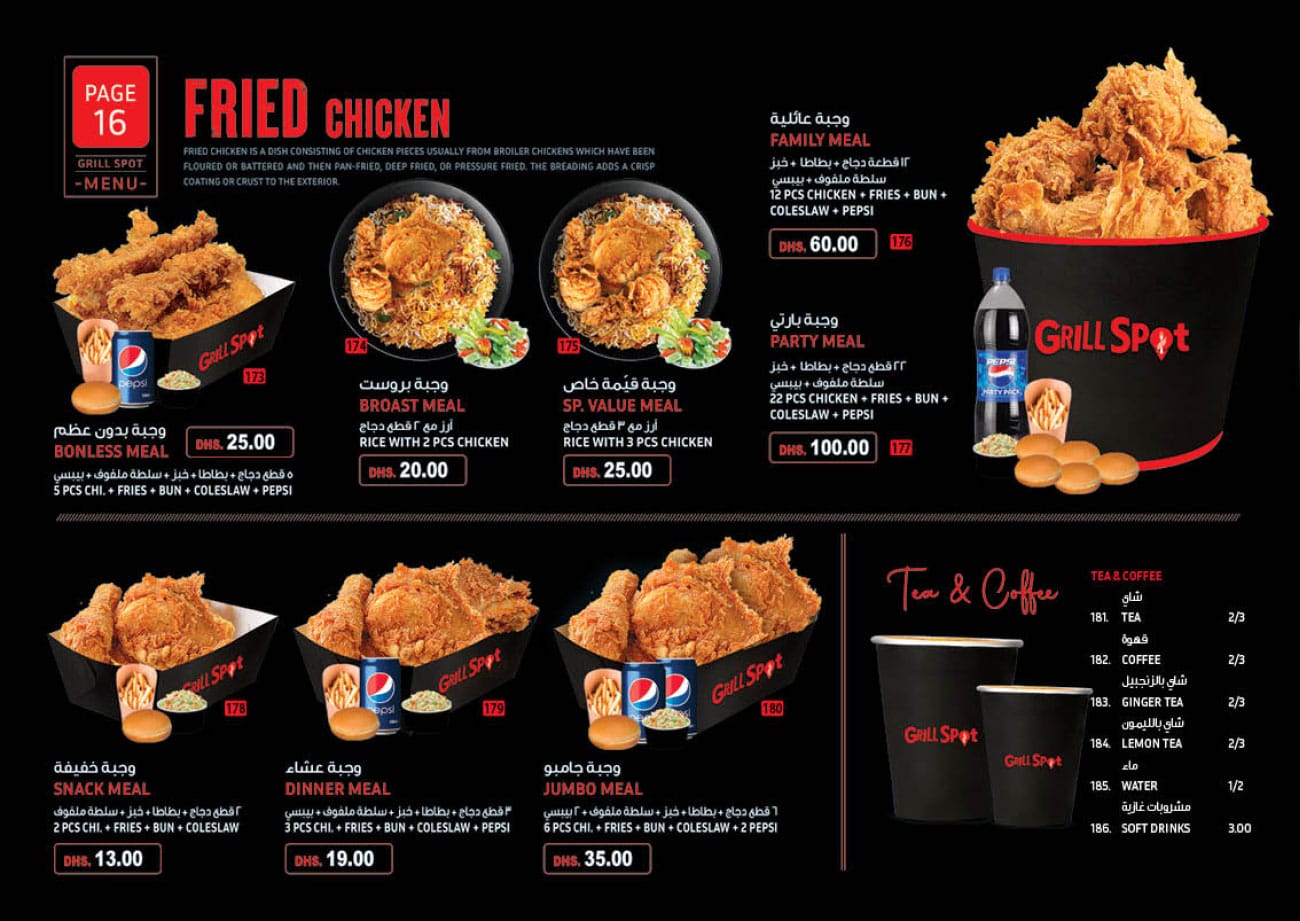 PAGE
16
GRILL SPOT
-MENU-
FRIED CHICKEN
FRIED CHICKEN IS A DISH CONSISTING OF CHICKEN PIECES USUALLY FROM BROILER CHICKENS WHICH HAVE BEEN
FLOURED OR BATTERED AND THEN PAN-FRIED, DEEP FRIED, OR PRESSURE FRIED. THE BREADING ADDS A CRISP
COATING OR CRUST TO THE EXTERIOR.
GRILL SPOT
pepsi
173
وجبة بدون عظم
BONLESS MEAL
DHS. 25.00
٥ قطع دجاج + بطاطا + خبز + سلطة ملفوف + بيبسي
5 PCS CHI. + FRIES + BUN + COLESLAW + PEPSI
174
وجبة بروست
BROAST MEAL
أرز مع ٢ قطع دجاج
RICE WITH 2 PCS CHICKEN
DHS. 20.00
175
وجبة قيّمة خاص
SP. VALUE MEAL
أرز مع ٣ قطع دجاج
RICE WITH 3 PCS CHICKEN
DHS. 25.00
وجبة عائلية
FAMILY MEAL
١٢ قطعة دجاج + بطاطا + خبز
سلطة ملفوف + بيبسي
12 PCS CHICKEN + FRIES + BUN +
COLESLAW + PEPSI
DHS. 60.00
176
وجبة بارتي
PARTY MEAL
٢٢ قطع دجاج + بطاطا + خبز
سلطة ملفوف + بيبسي
22 PCS CHICKEN + FRIES + BUN +
COLESLAW + PEPSI
DHS. 100.00
177
GRILL SPOT
PEPSI
PARTY PACK
GRILL SPOT
178
وجبة خفيفة
SNACK MEAL
٢ قطع دجاج + بطاطا + خبز + سلطة ملفوف
2 PCS CHI. + FRIES + BUN + COLESLAW
DHS. 13.00
GRILL SPOT
pepsi
179
وجبة عشاء
DINNER MEAL
٣ قطع دجاج + بطاطا + خبز + سلطة ملفوف + بيبسي
3 PCS CHI. + FRIES + BUN + COLESLAW + PEPSI
DHS. 19.00
GRILL SPOT
180
وجبة جامبو
JUMBO MEAL
٦ قطع دجاج + بطاطا + خبز + سلطة ملفوف + ٢ بيبسي
6 PCS CHI. + FRIES + BUN + COLESLAW + 2 PEPSI
DHS. 35.00
Tea & Coffee
GRILL SPOT
GRILL SPOT
TEA & COFFEE
شاي
181. TEA 2/3
قهوة
182. COFFEE 2/3
شاي بالزنجبيل
183. GINGER TEA 2/3
شاي بالليمون
184. LEMON TEA 2/3
ماء
185. WATER 1/2
مشروبات غازية
186. SOFT DRINKS 3.00